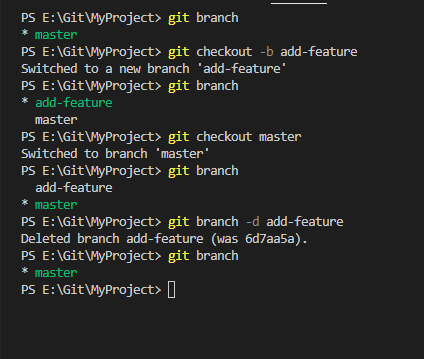 PS E:\Git\MyProject> git branch
* master
PS E:\Git\MyProject> git checkout -b add-feature
Switched to a new branch 'add-feature'
PS E:\Git\MyProject> git branch
* add-feature
  master
PS E:\Git\MyProject> git checkout master
Switched to branch 'master'
PS E:\Git\MyProject> git branch
  add-feature
* master
PS E:\Git\MyProject> git branch -d add-feature
Deleted branch add-feature (was 6d7aa5a).
PS E:\Git\MyProject> git branch
* master
PS E:\Git\MyProject>